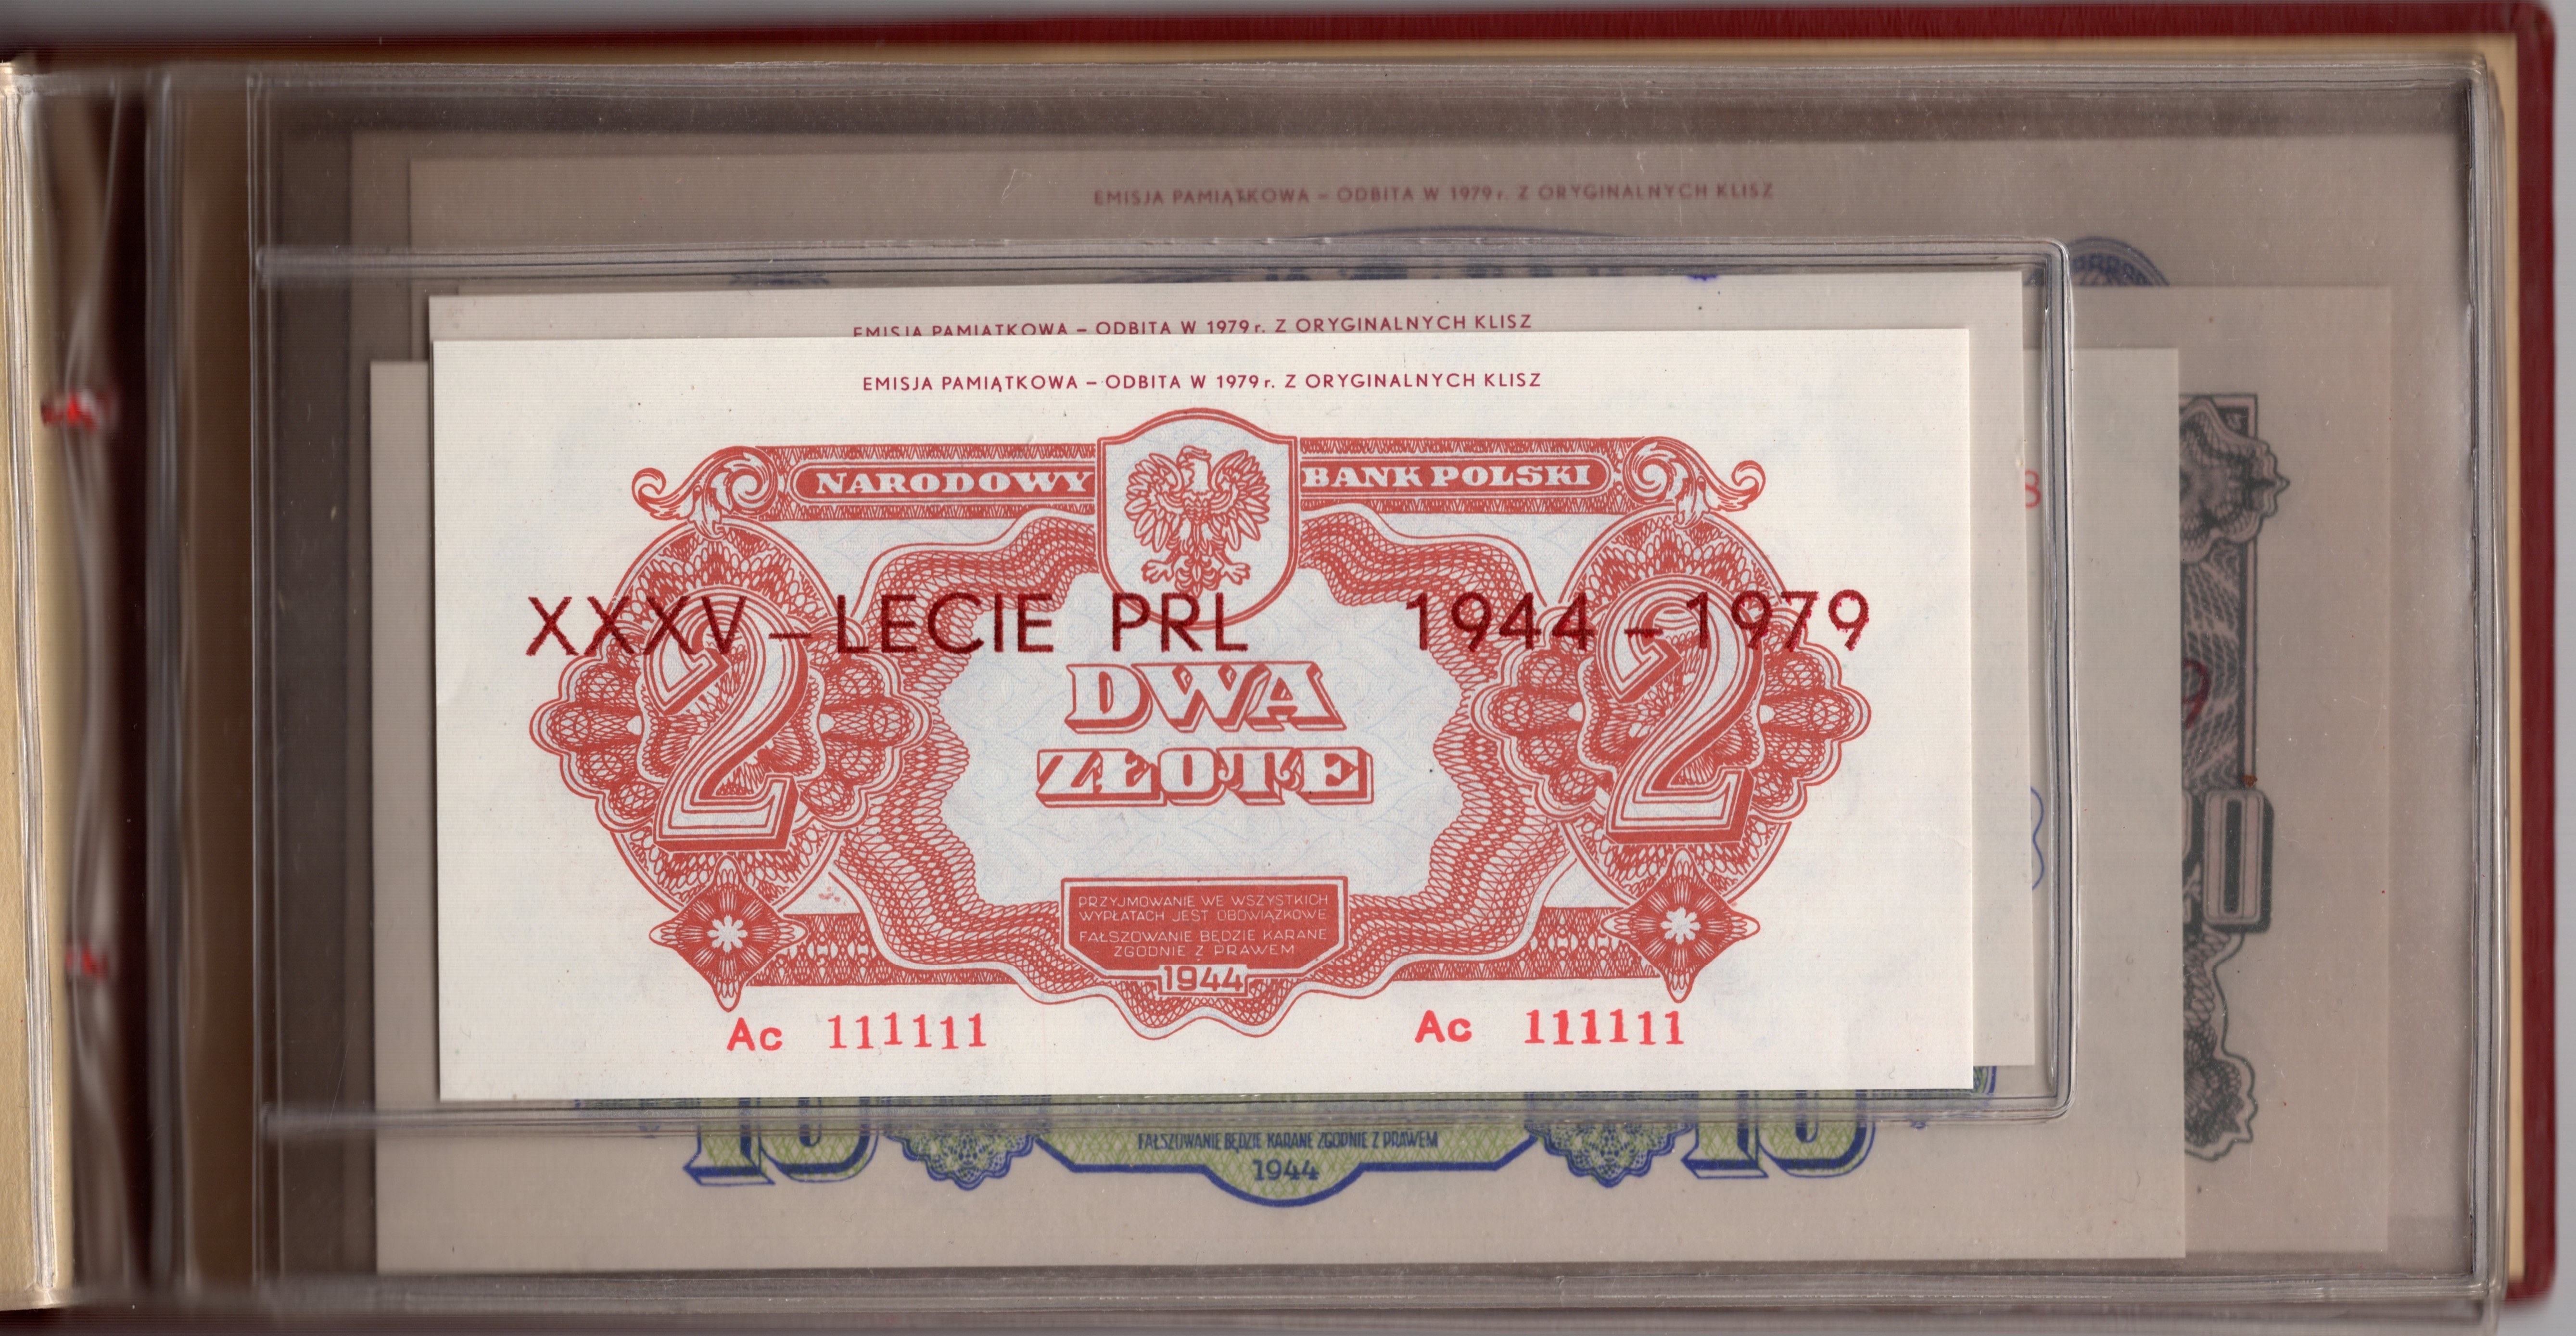 EMISJA PAMIĄTKOWA – ODBITA W 1979 r. Z ORYGINALNYCH KLISZ
EMISJA PAMIĄTKOWA – ODBITA W 1979 r. Z ORYGINALNYCH KLISZ
EMISJA PAMIĄTKOWA – ODBITA W 1979 r. Z ORYGINALNYCH KLISZ
NARODOWY BANK POLSKI
XXXV – LECIE PRL 1944 – 1979
2 2
DWA
ZŁOTE
PRZYJMOWANIE WE WSZYSTKICH
WYPŁATACH JEST OBOWIĄZKOWE
FAŁSZOWANIE BĘDZIE KARANE
ZGODNIE Z PRAWEM
1944
Ac 111111 Ac 111111
FAŁSZOWANIE BĘDZIE KARANE ZGODNIE Z PRAWEM
1944